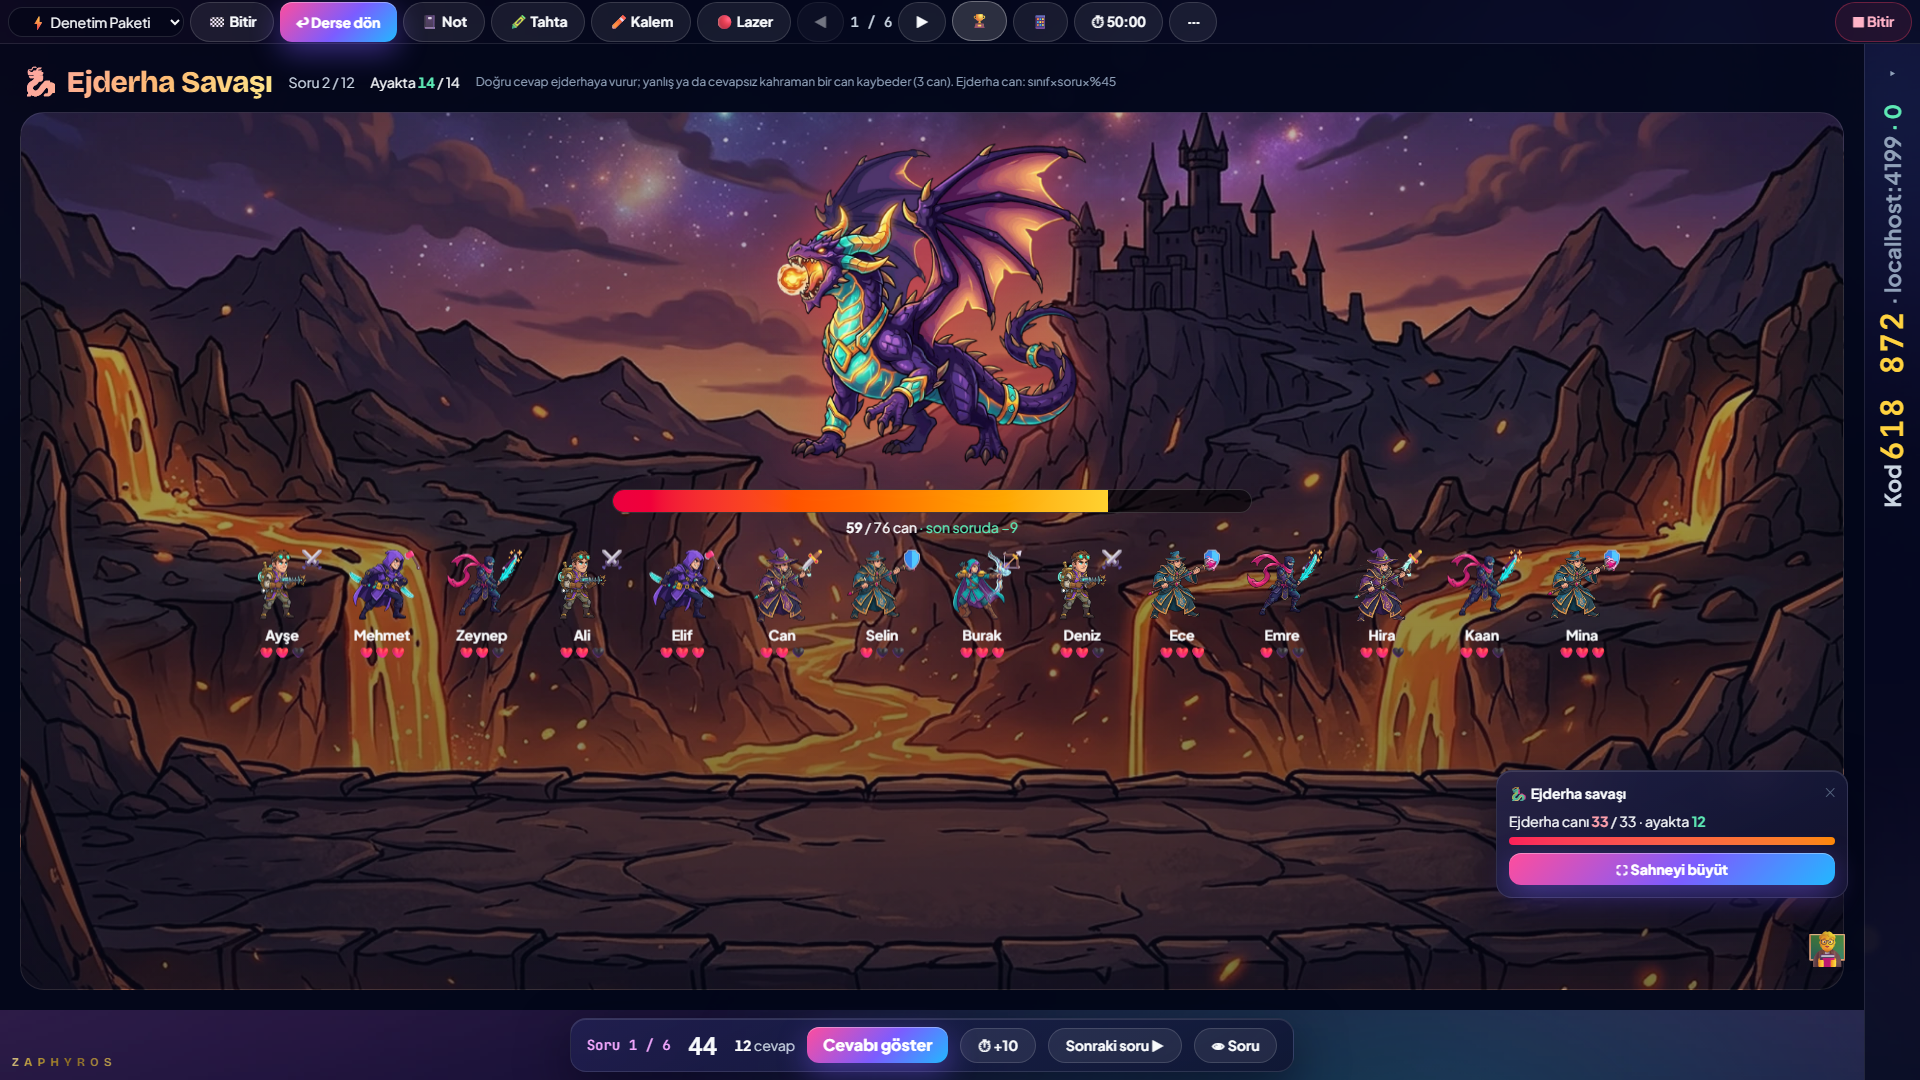 Denetim Paketi
Bitir
Derse dön
Not
Tahta
Kalem
Lazer
1 / 6
50:00
Bitir
Ejderha Savaşı
Soru 2 / 12
Ayakta 14 / 14
Doğru cevap ejderhaya vurur; yanlış ya da cevapsız kahraman bir can kaybeder (3 can). Ejderha can: sınıf×soru×%45
Kod 618 872 · localhost:4199 · 0
59 / 76 can · son soruda −9
Ayşe
Mehmet
Zeynep
Ali
Elif
Can
Selin
Burak
Deniz
Ece
Emre
Hira
Kaan
Mina
Ejderha savaşı
Ejderha canı 33 / 33 · ayakta 12
Sahneyi büyüt
Soru 1 / 6
44
12 cevap
Cevabı göster
+10
Sonraki soru
Soru
ZAPHYROS